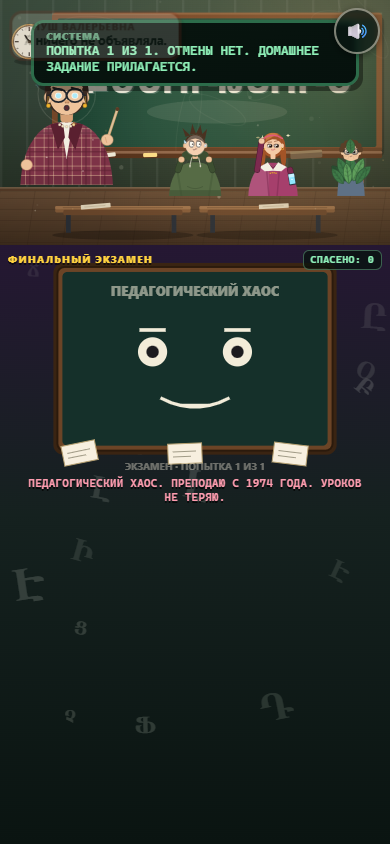 СИСТЕМА
ПОПЫТКА 1 ИЗ 1. ОТМЕНЫ НЕТ. ДОМАШНЕЕ
ЗАДАНИЕ ПРИЛАГАЕТСЯ.
ФИНАЛЬНЫЙ ЭКЗАМЕН
СПАСЕНО: 0
ПЕДАГОГИЧЕСКИЙ ХАОС
ЭКЗАМЕН · ПОПЫТКА 1 ИЗ 1
ПЕДАГОГИЧЕСКИЙ ХАОС. ПРЕПОДАЮ С 1974 ГОДА. УРОКОВ
НЕ ТЕРЯЮ.